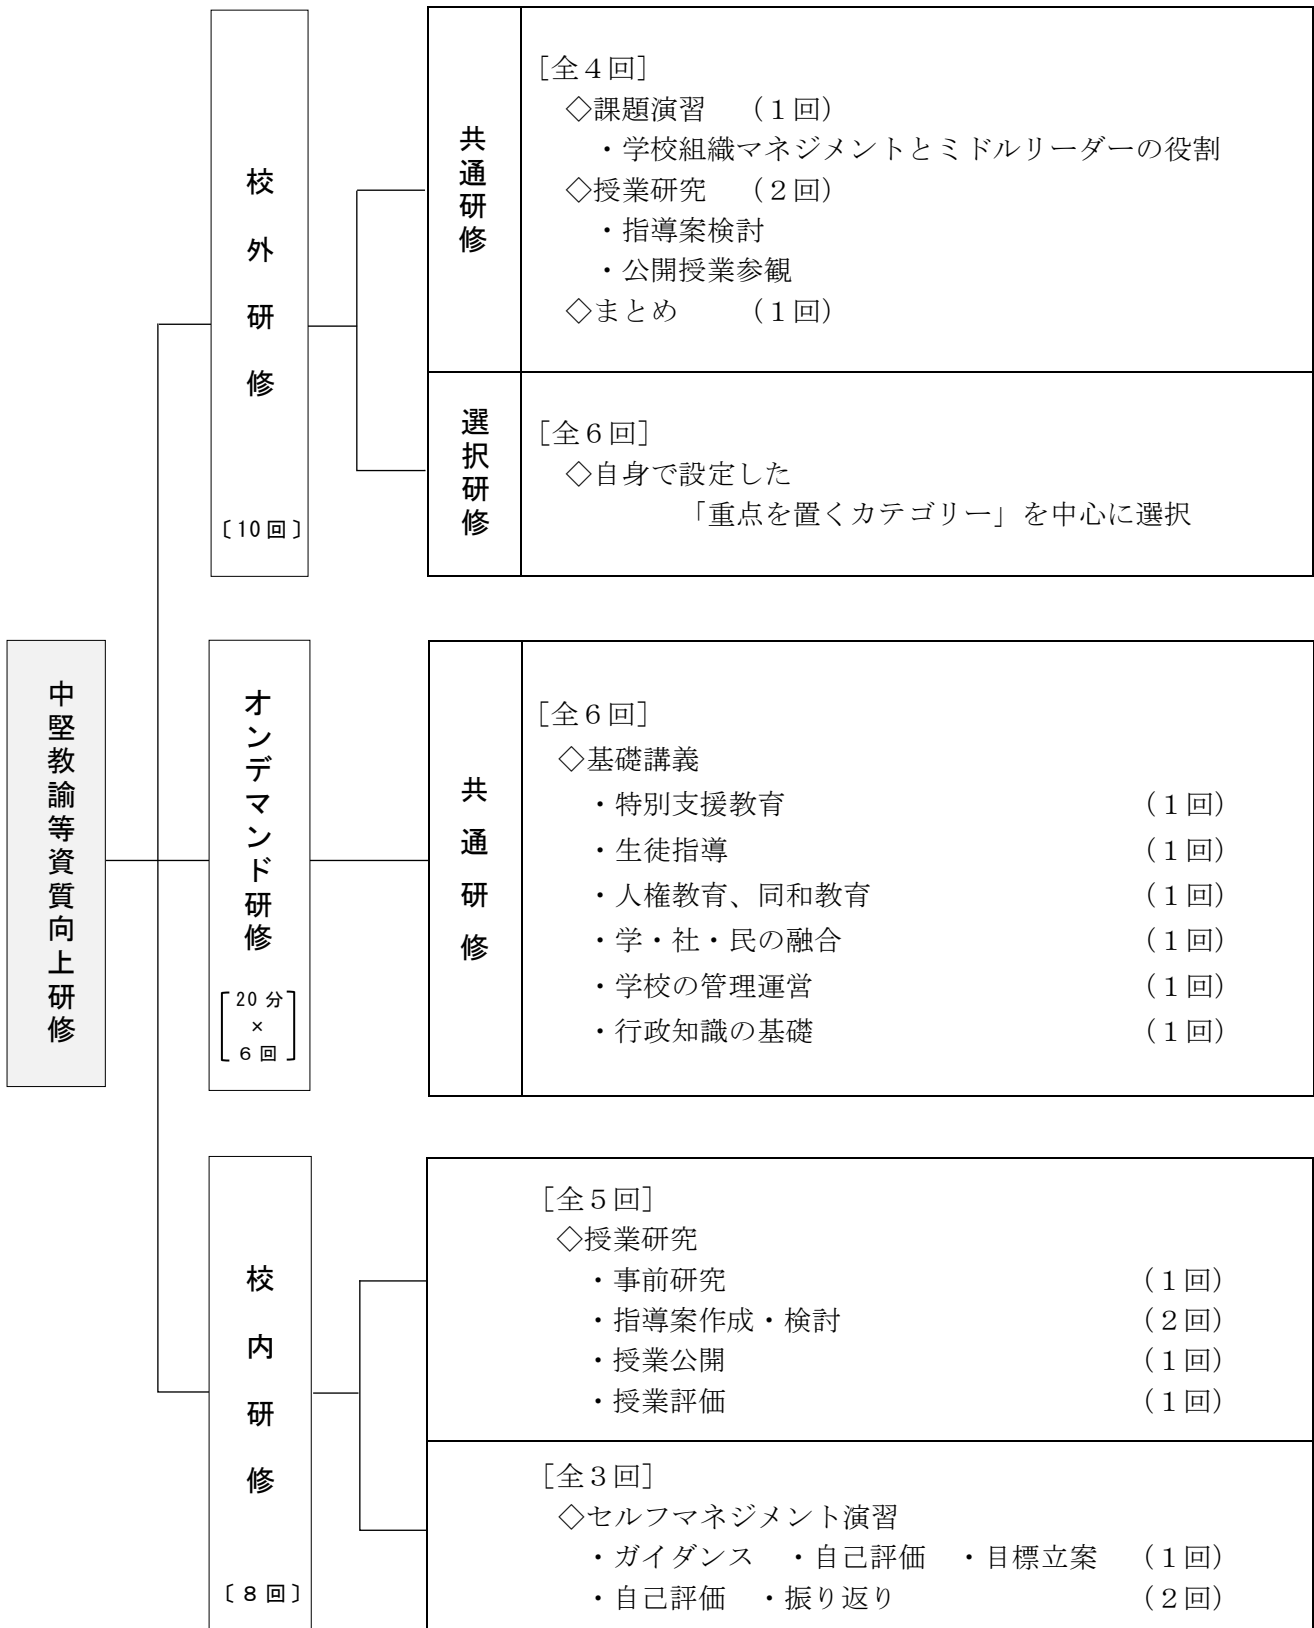 中堅教諭等資質向上研修
校外研修
〔10回〕
共通研修
［全４回］
◇課題演習　（１回）
・学校組織マネジメントとミドルリーダーの役割
◇授業研究　（２回）
・指導案検討
・公開授業参観
◇まとめ　　（１回）
選択研修
［全６回］
◇自身で設定した
「重点を置くカテゴリー」を中心に選択
オンデマンド研修
20分
×
６回
共通研修
［全６回］
◇基礎講義
・特別支援教育　（１回）
・生徒指導　（１回）
・人権教育、同和教育　（１回）
・学・社・民の融合　（１回）
・学校の管理運営　（１回）
・行政知識の基礎　（１回）
校内研修
〔８回〕
［全５回］
◇授業研究
・事前研究　（１回）
・指導案作成・検討　（２回）
・授業公開　（１回）
・授業評価　（１回）
［全３回］
◇セルフマネジメント演習
・ガイダンス　・自己評価　・目標立案　（１回）
・自己評価　・振り返り　（２回）